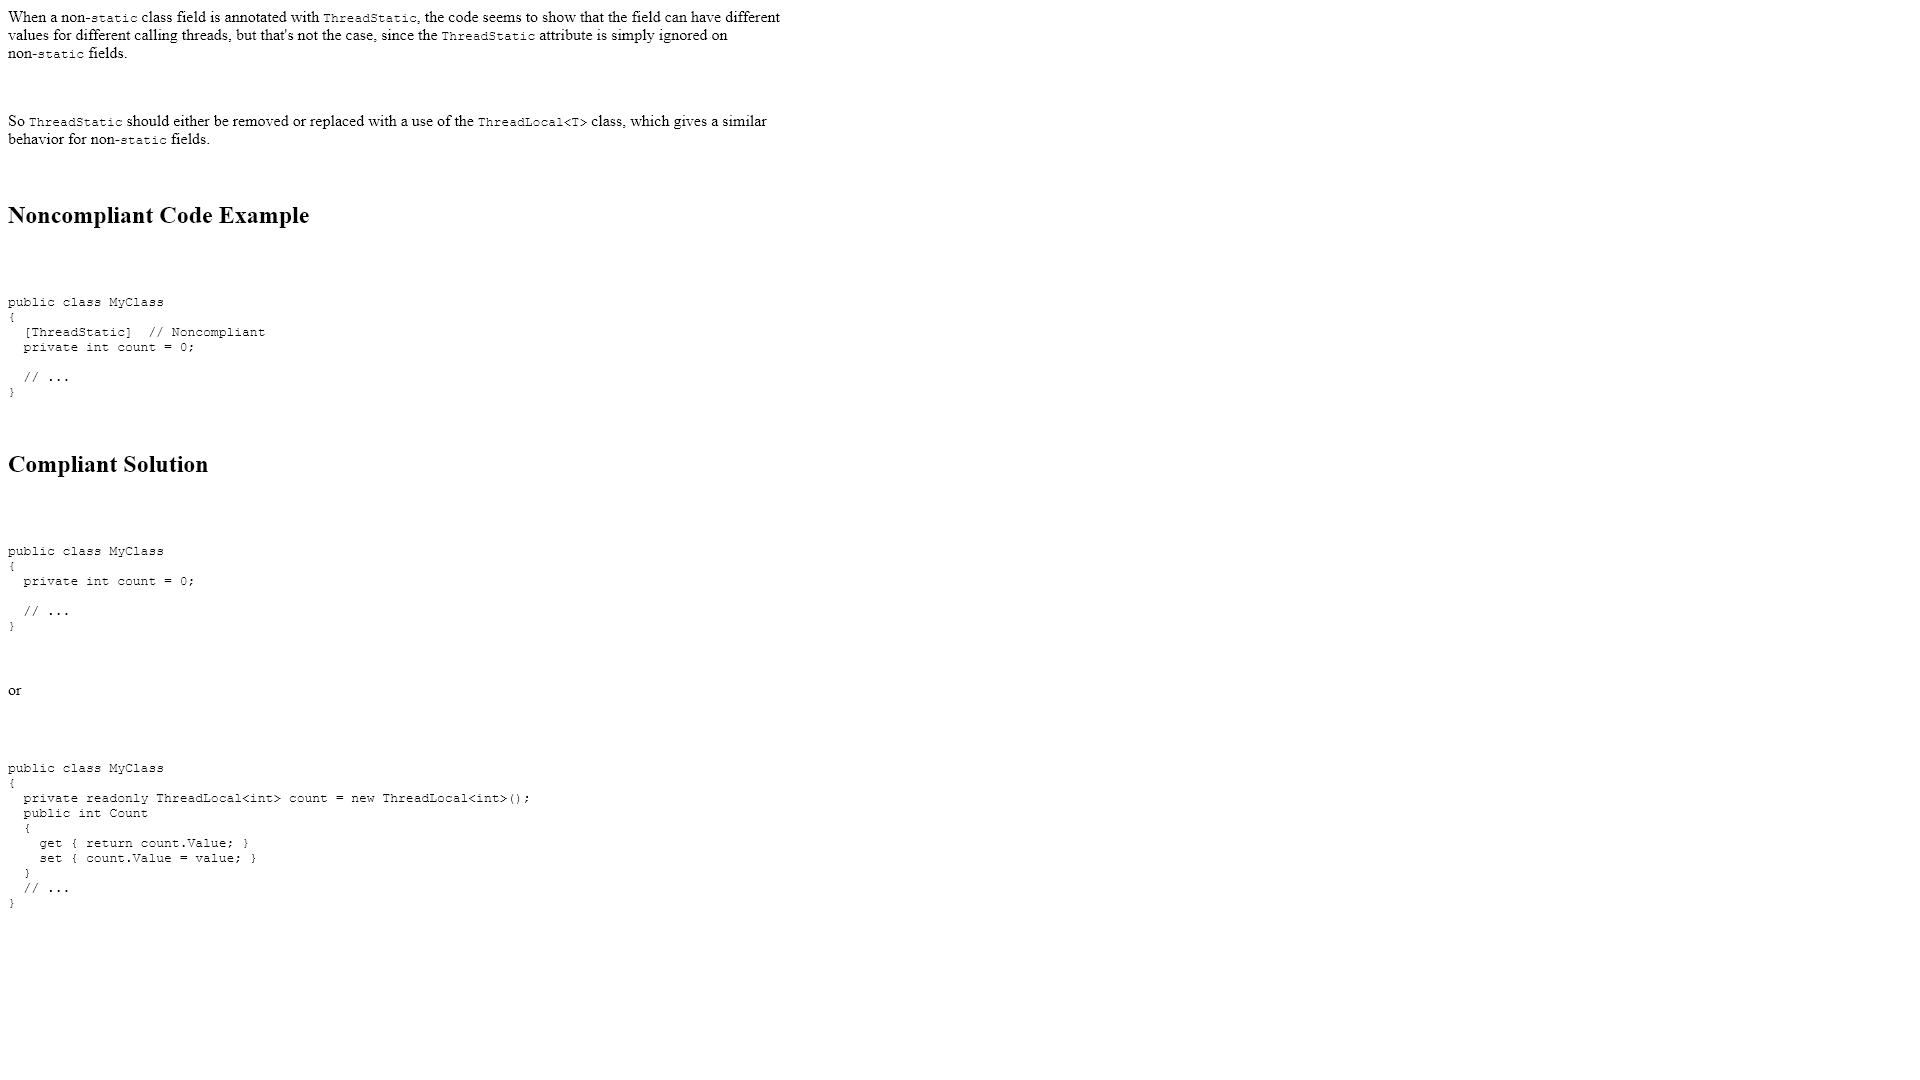 When a non-static class field is annotated with ThreadStatic, the code seems to show that the field can have different
values for different calling threads, but that's not the case, since the ThreadStatic attribute is simply ignored on
non-static fields.
So ThreadStatic should either be removed or replaced with a use of the ThreadLocal<T> class, which gives a similar
behavior for non-static fields.
Noncompliant Code Example
public class MyClass
{
  [ThreadStatic]  // Noncompliant
  private int count = 0;
  // ...
}
Compliant Solution
public class MyClass
{
  private int count = 0;
  // ...
}
or
public class MyClass
{
  private readonly ThreadLocal<int> count = new ThreadLocal<int>();
  public int Count
  {
    get { return count.Value; }
    set { count.Value = value; }
  }
  // ...
}